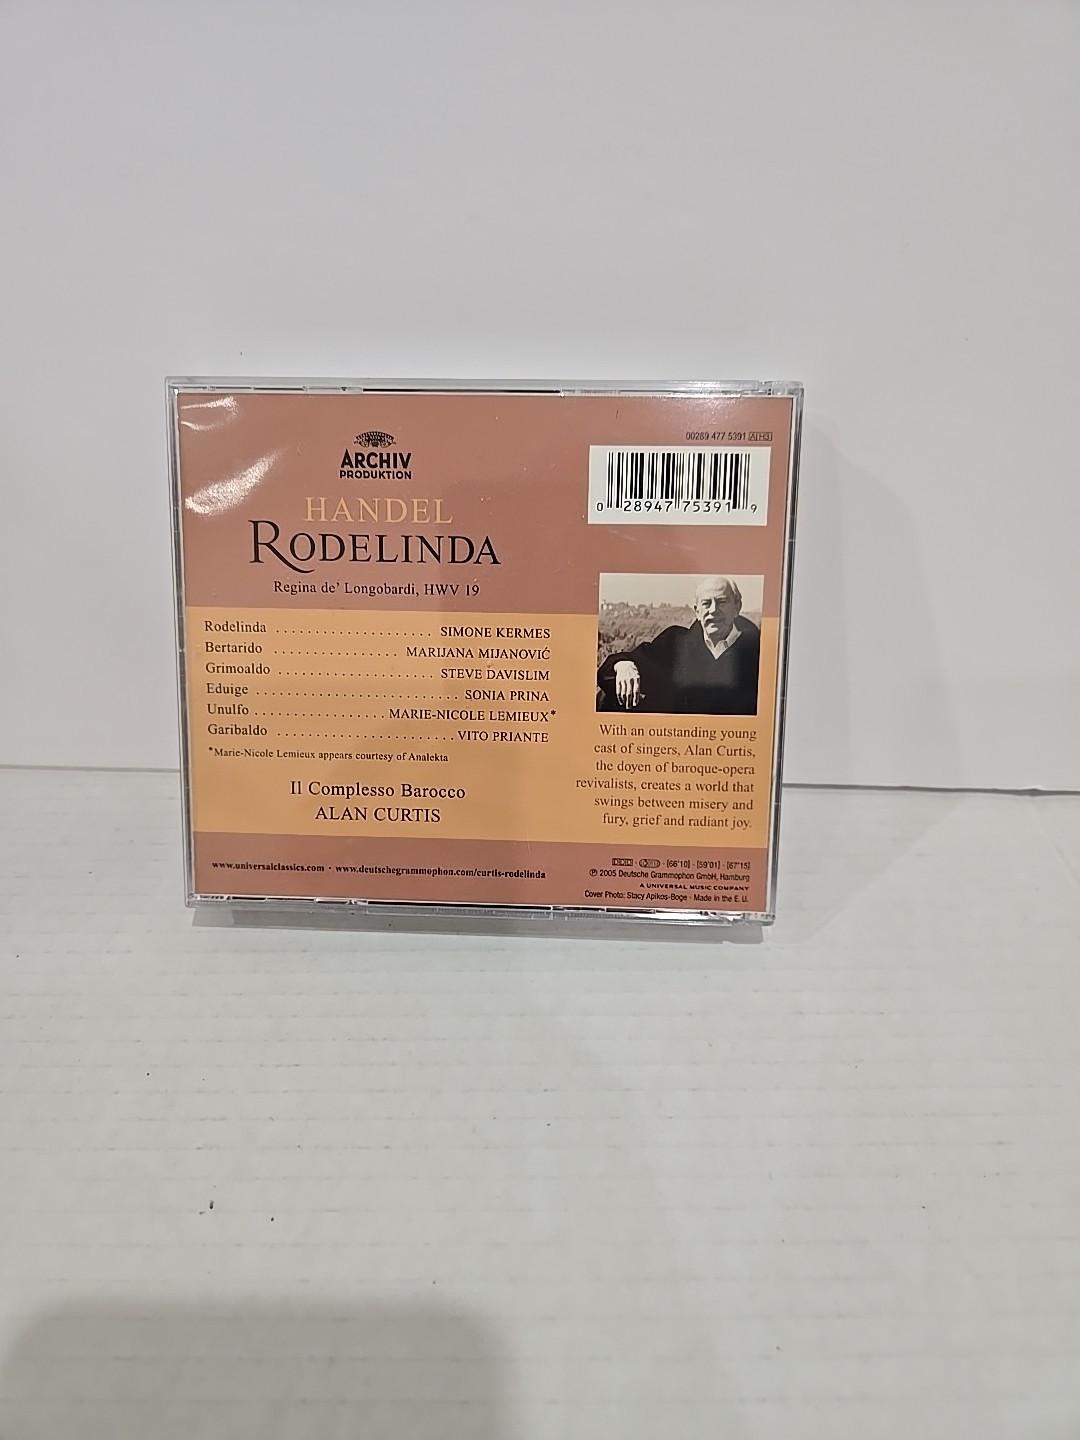 00289 477 5391 AH3
ARCHIV
PRODUKTION
0 28947 75391 9
HANDEL
RODELINDA
Regina de' Longobardi, HWV 19
Rodelinda .................... SIMONE KERMES
Bertarido ................ MARIJANA MIJANOVIĆ
Grimoaldo .................... STEVE DAVISLIM
Eduige .......................... SONIA PRINA
Unulfo ................. MARIE-NICOLE LEMIEUX*
Garibaldo ....................... VITO PRIANTE
*Marie-Nicole Lemieux appears courtesy of Analekta
Il Complesso Barocco
ALAN CURTIS
With an outstanding young
cast of singers, Alan Curtis,
the doyen of baroque-opera
revivalists, creates a world that
swings between misery and
fury, grief and radiant joy.
www.universalclassics.com · www.deutschegrammophon.com/curtis-rodelinda
DDD · [66'10] · [59'01] · [67'15]
℗ 2005 Deutsche Grammophon GmbH, Hamburg
A UNIVERSAL MUSIC COMPANY
Cover Photo: Stacy Apikos-Boge · Made in the E. U.